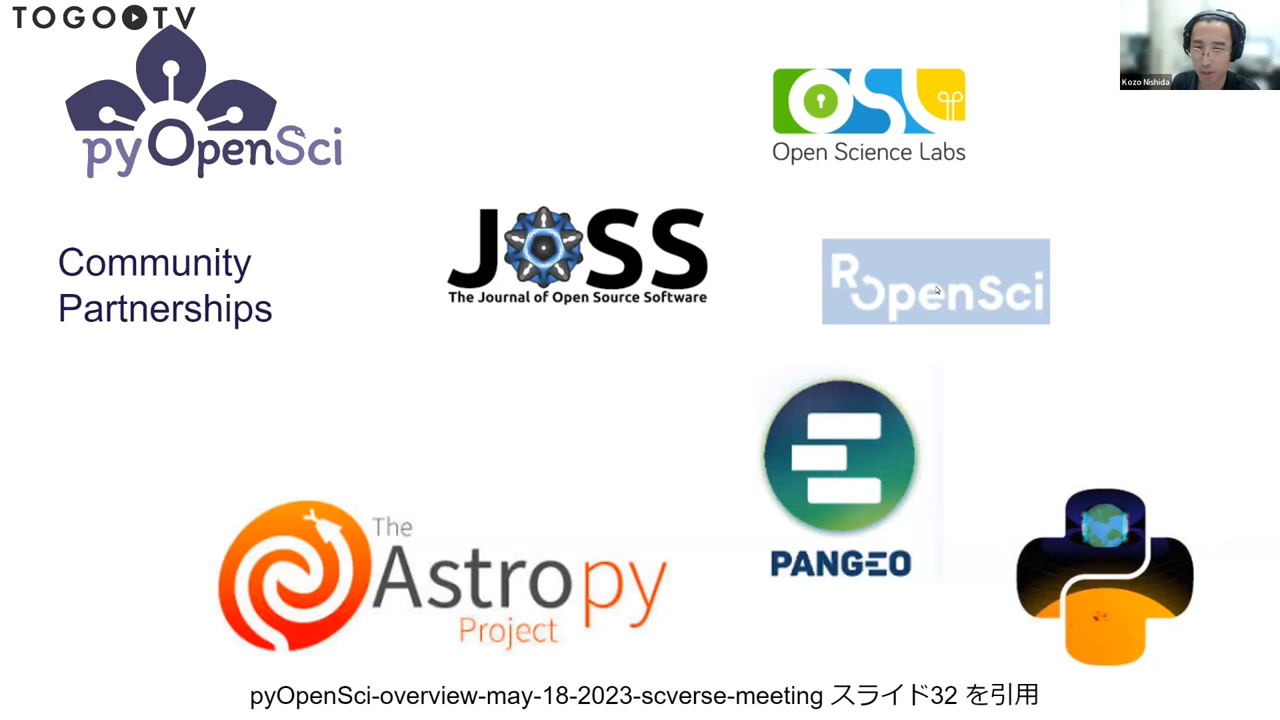 TOGO TV
Kozo Nishida
pyOpenSci
OSL
Open Science Labs
Community
Partnerships
JOSS
The Journal of Open Source Software
ROpenSci
PANGEO
The
Astropy
Project
pyOpenSci-overview-may-18-2023-scverse-meeting スライド32 を引用